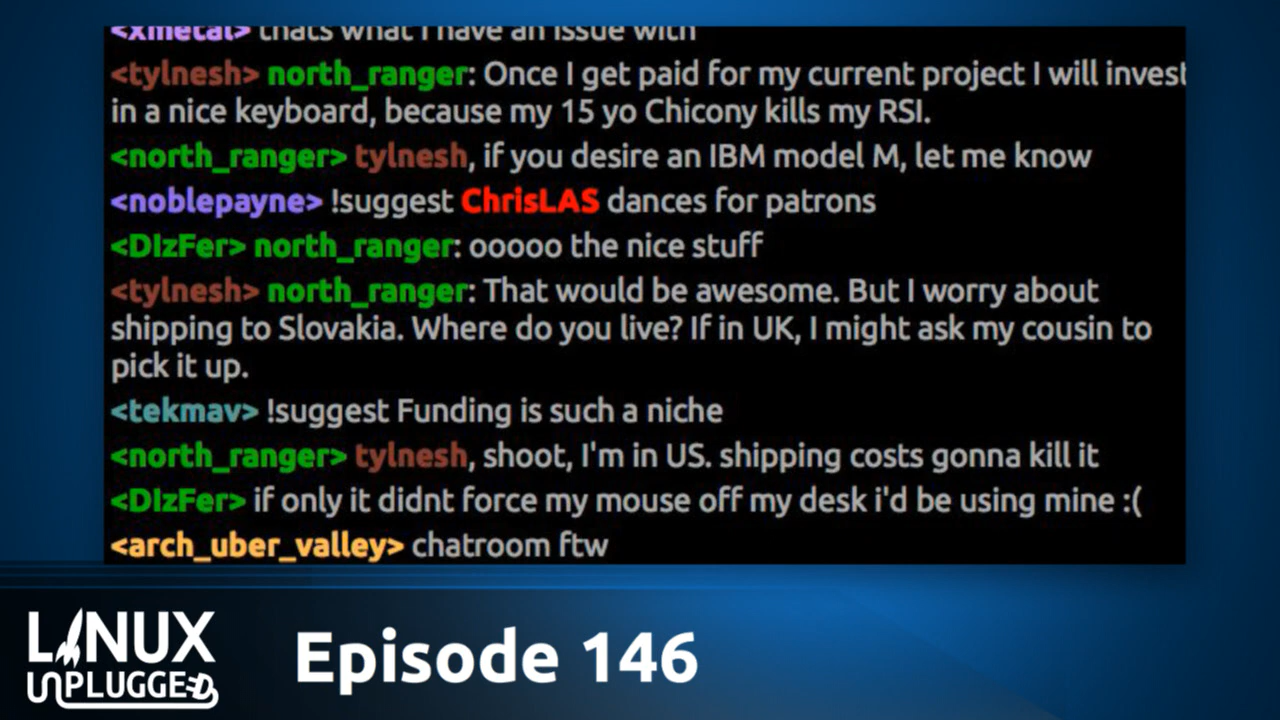 <xmetal> thats what I have an issue with
<tylnesh> north_ranger: Once I get paid for my current project I will invest
in a nice keyboard, because my 15 yo Chicony kills my RSI.
<north_ranger> tylnesh, if you desire an IBM model M, let me know
<noblepayne> !suggest ChrisLAS dances for patrons
<DIzFer> north_ranger: ooooo the nice stuff
<tylnesh> north_ranger: That would be awesome. But I worry about
shipping to Slovakia. Where do you live? If in UK, I might ask my cousin to
pick it up.
<tekmav> !suggest Funding is such a niche
<north_ranger> tylnesh, shoot, I'm in US. shipping costs gonna kill it
<DIzFer> if only it didnt force my mouse off my desk i'd be using mine :(
<arch_uber_valley> chatroom ftw
LINUX
UNPLUGGED
Episode 146